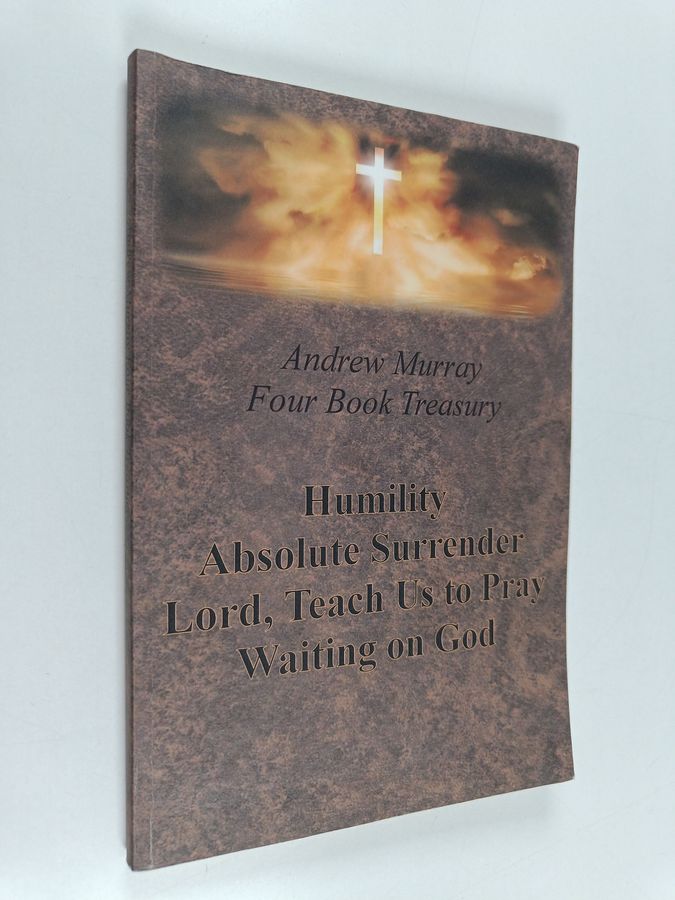 Andrew Murray
Four Book Treasury
Humility
Absolute Surrender
Lord, Teach Us to Pray
Waiting on God